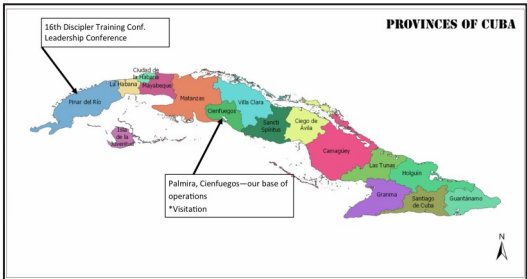 PROVINCES OF CUBA
16th Discipler Training Conf.
Leadership Conference
Ciudad de
la Habana
La Habana
Mayabeque
Pinar del Río
Matanzas
Villa Clara
Cienfuegos
Isla
de la
Juventud
Sancti
Spíritus
Ciego de
Ávila
Camagüey
Las Tunas
Holguín
Granma
Santiago
de Cuba
Guantánamo
Palmira, Cienfuegos—our base of
operations
*Visitation
N